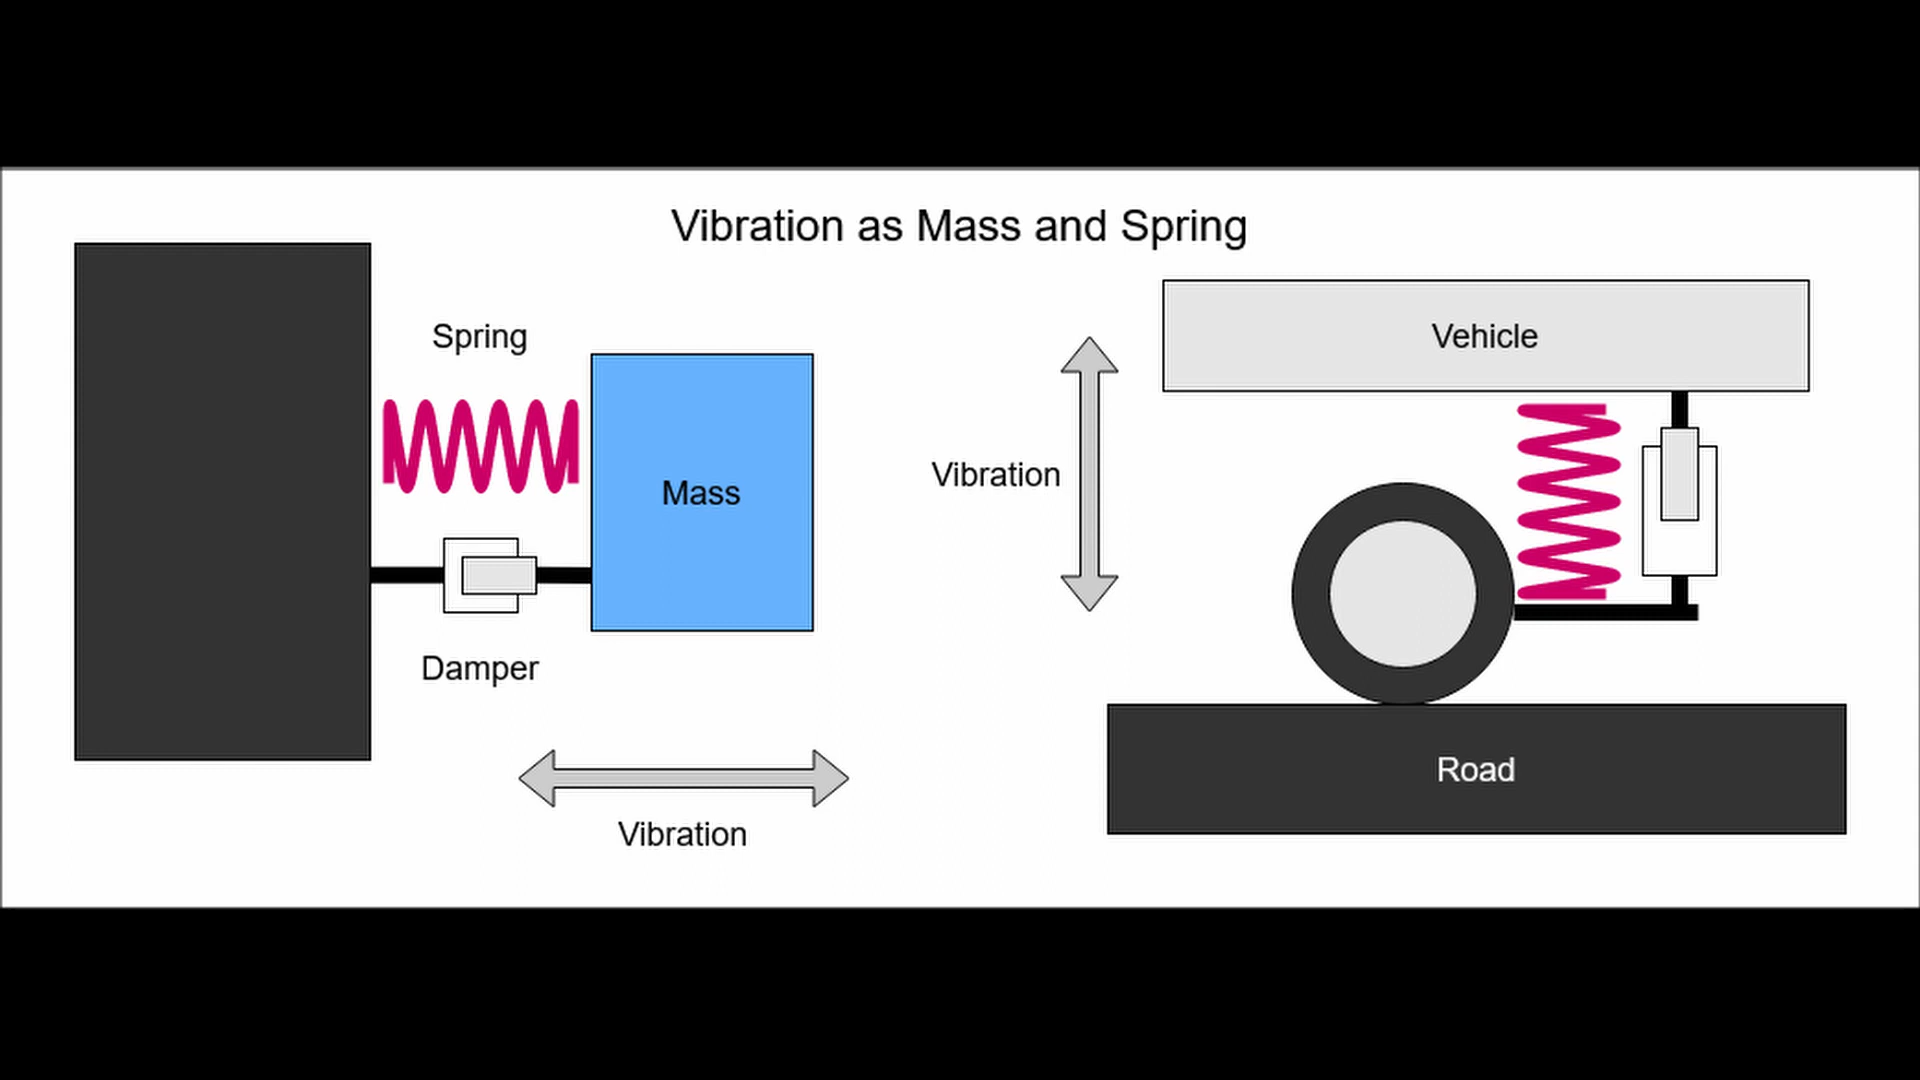 Vibration as Mass and Spring
Spring
Mass
Damper
Vibration
Vibration
Vehicle
Road